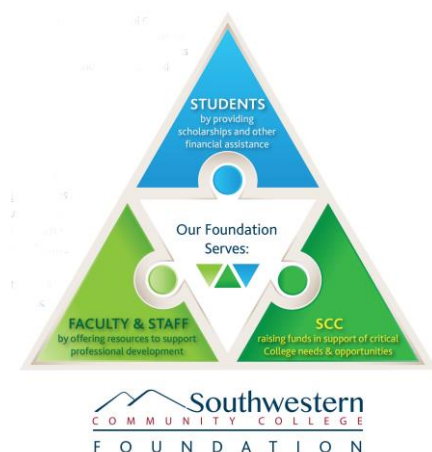 STUDENTS
by providing
scholarships and other
financial assistance
Our Foundation
Serves:
FACULTY & STAFF
by offering resources to support
professional development
SCC
raising funds in support of critical
College needs & opportunities
Southwestern
COMMUNITY COLLEGE
FOUNDATION